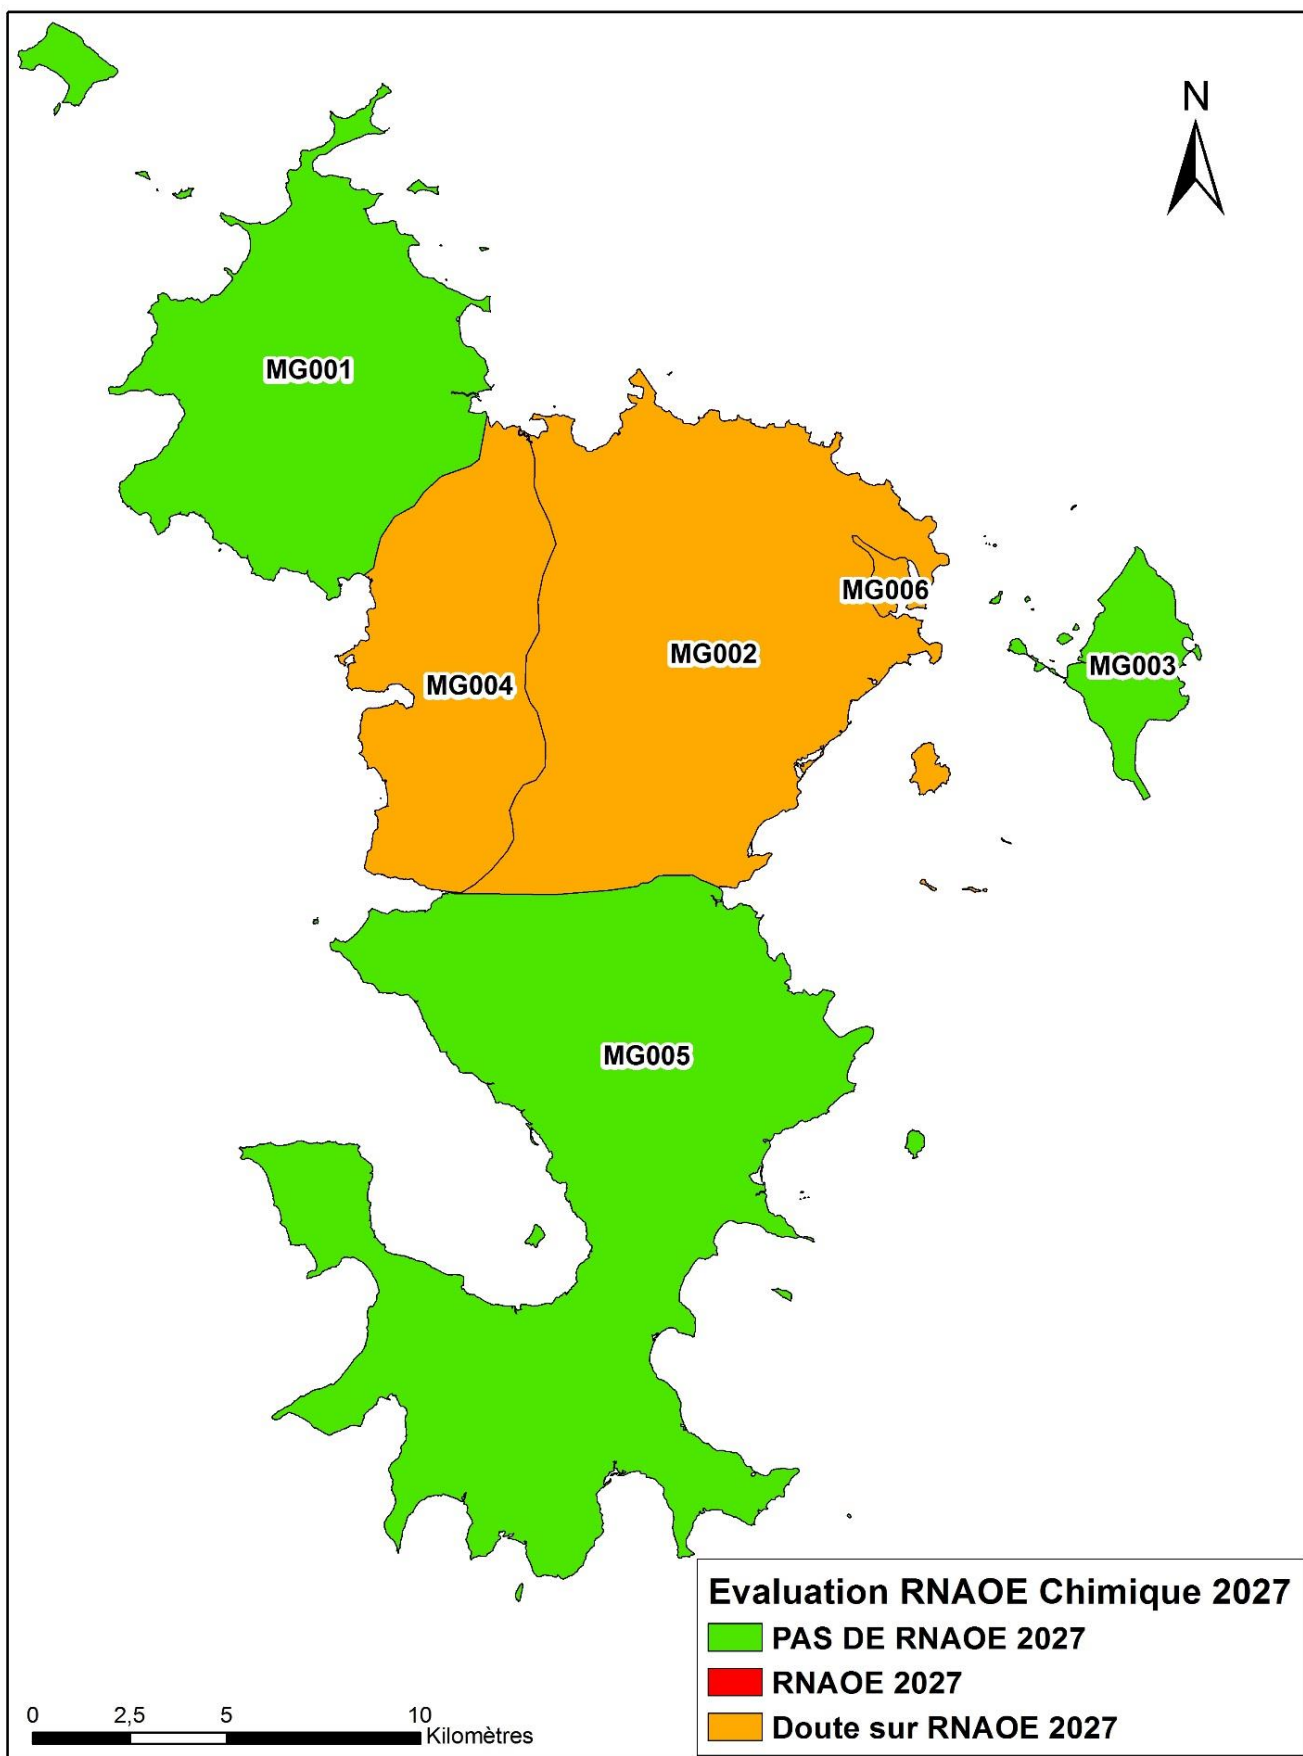 N
MG001
MG006
MG002
MG003
MG004
MG005
Evaluation RNAOE Chimique 2027
PAS DE RNAOE 2027
RNAOE 2027
Doute sur RNAOE 2027
0 2,5 5 10
Kilomètres